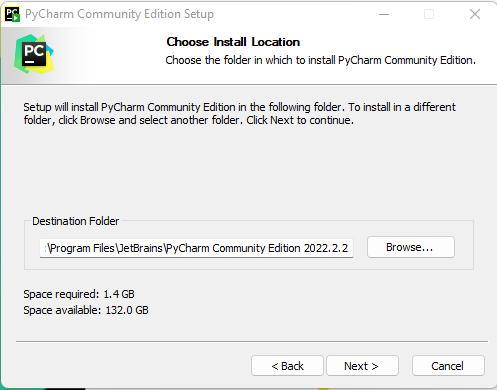 PyCharm Community Edition Setup
PC
Choose Install Location
Choose the folder in which to install PyCharm Community Edition.
Setup will install PyCharm Community Edition in the following folder. To install in a different
folder, click Browse and select another folder. Click Next to continue.
Destination Folder
:\Program Files\JetBrains\PyCharm Community Edition 2022.2.2
Browse...
Space required: 1.4 GB
Space available: 132.0 GB
< Back
Next >
Cancel